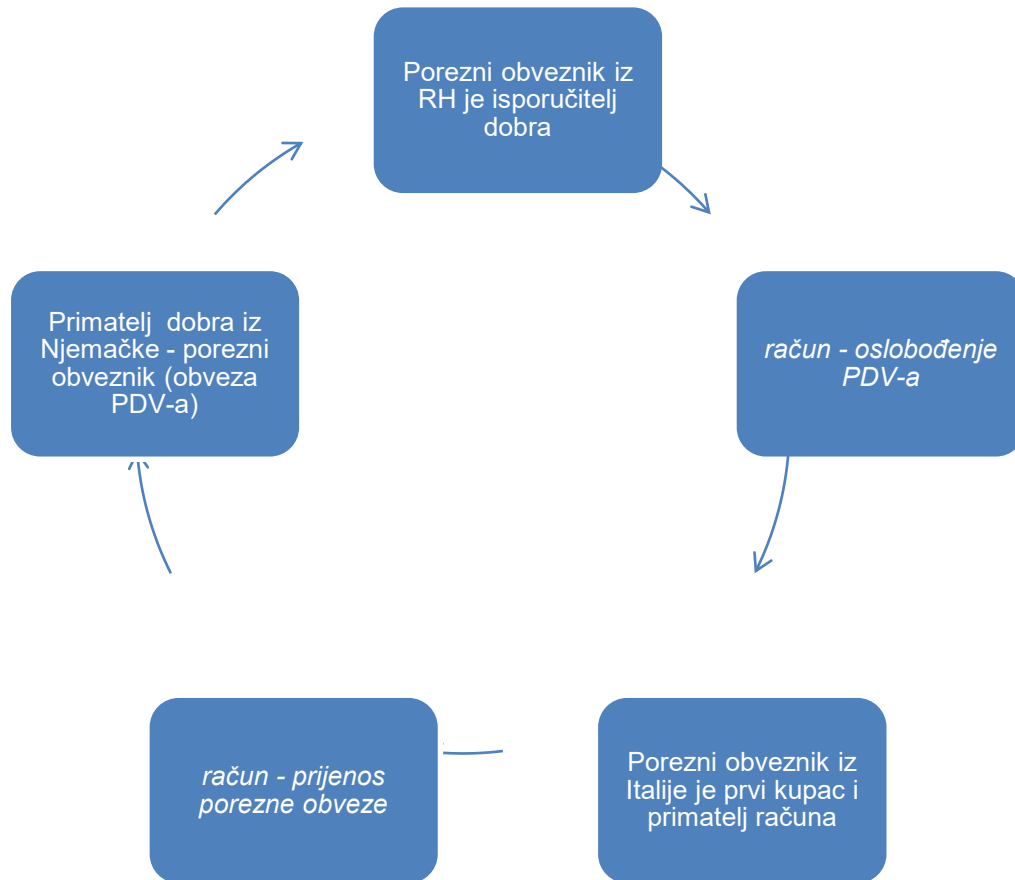 Porezni obveznik iz
RH je isporučitelj
dobra
račun - oslobođenje
PDV-a
Porezni obveznik iz
Italije je prvi kupac i
primatelj računa
račun - prijenos
porezne obveze
Primatelj dobra iz
Njemačke - porezni
obveznik (obveza
PDV-a)